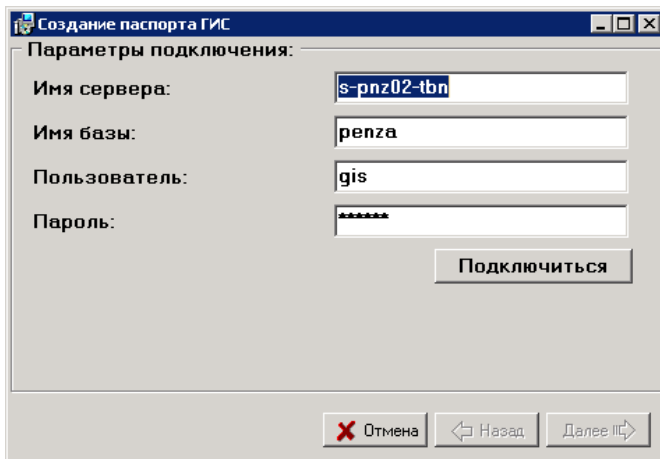 Создание паспорта ГИС
Параметры подключения:
Имя сервера: s-pnz02-tbn
Имя базы: penza
Пользователь: gis
Пароль: ******
Подключиться
Отмена Назад Далее